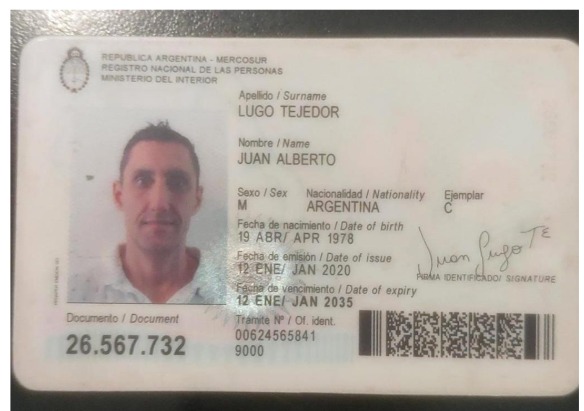 REPUBLICA ARGENTINA - MERCOSUR
REGISTRO NACIONAL DE LAS PERSONAS
MINISTERIO DEL INTERIOR
Apellido / Surname
LUGO TEJEDOR
Nombre / Name
JUAN ALBERTO
Sexo / Sex Nacionalidad / Nationality Ejemplar
M ARGENTINA C
Fecha de nacimiento / Date of birth
19 ABR/ APR 1978
Fecha de emisión / Date of issue
12 ENE/ JAN 2020
Juan Lugo TE
FIRMA IDENTIFICADO/ SIGNATURE
Fecha de vencimiento / Date of expiry
12 ENE/ JAN 2035
Documento / Document
26.567.732
Tramite Nº / Of. ident.
00624565841
9000